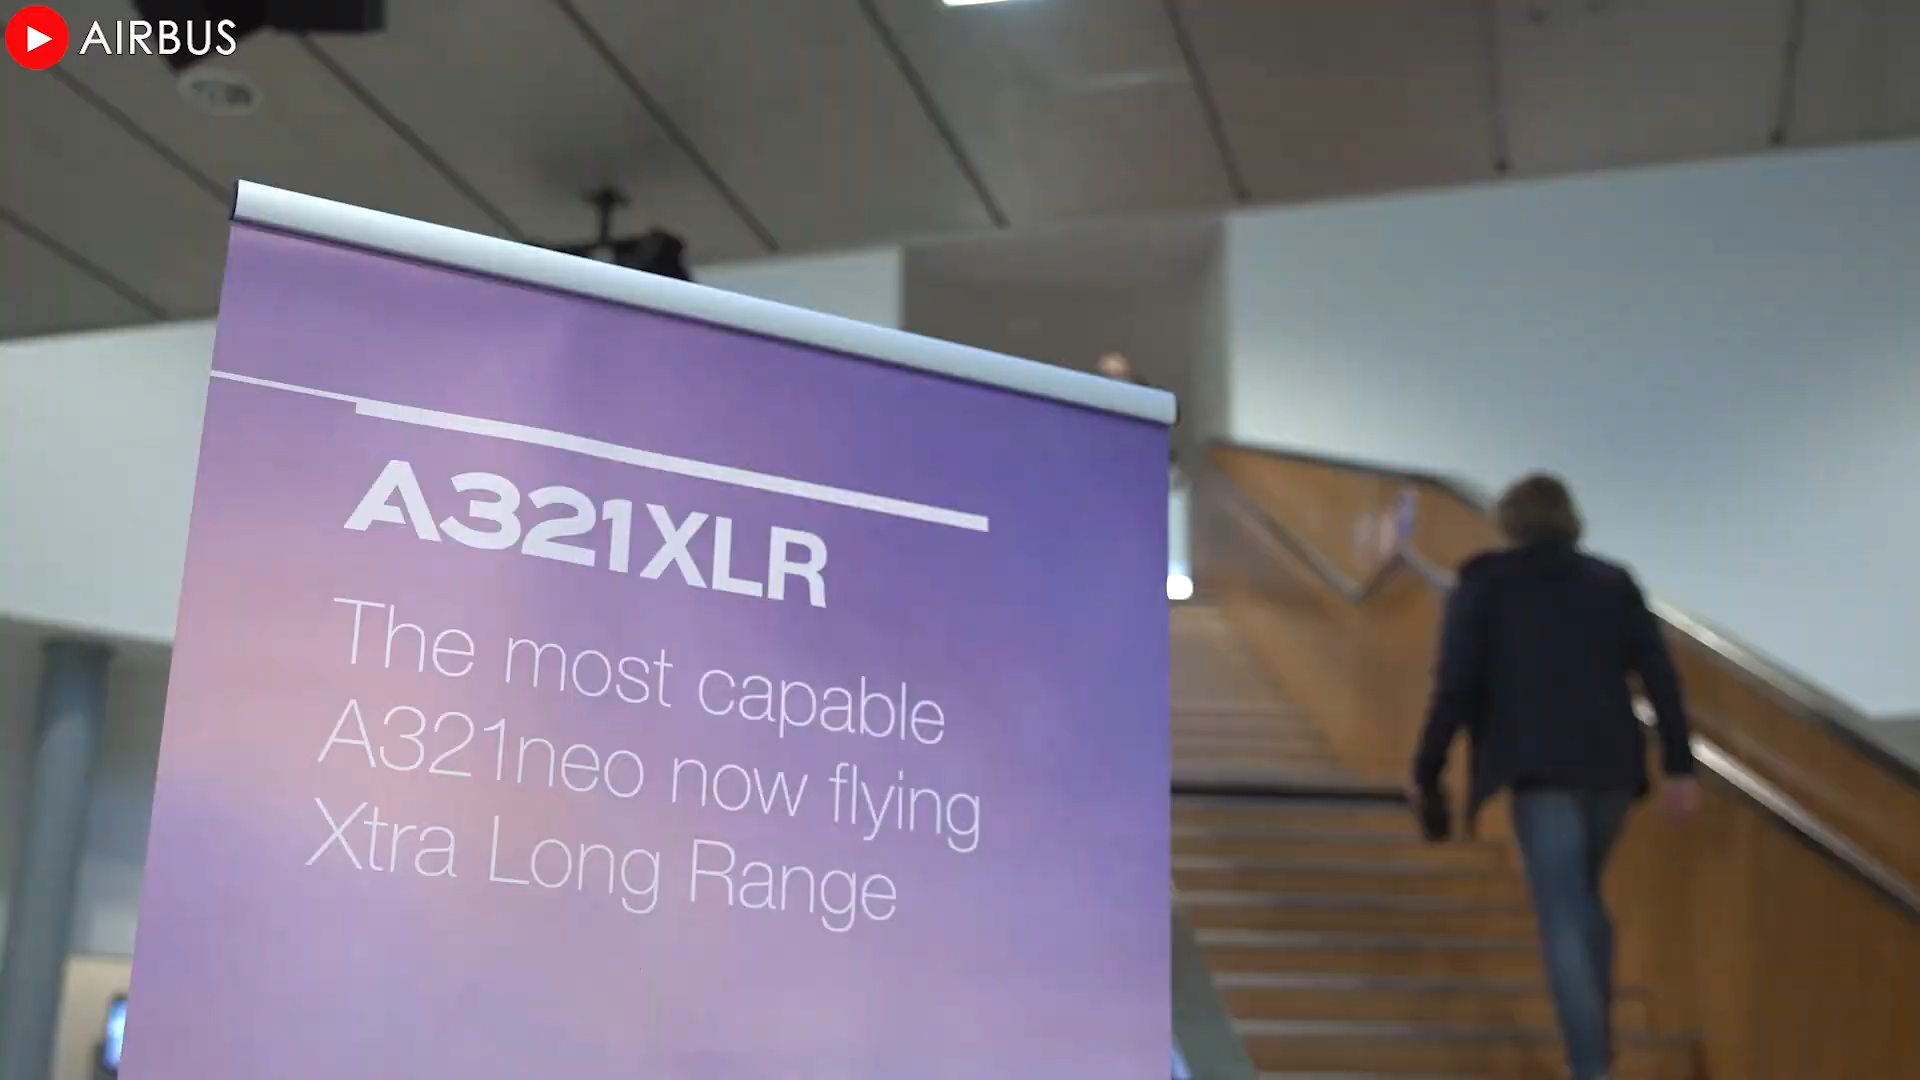 AIRBUS
A321XLR
The most capable
A321neo now flying
Xtra Long Range